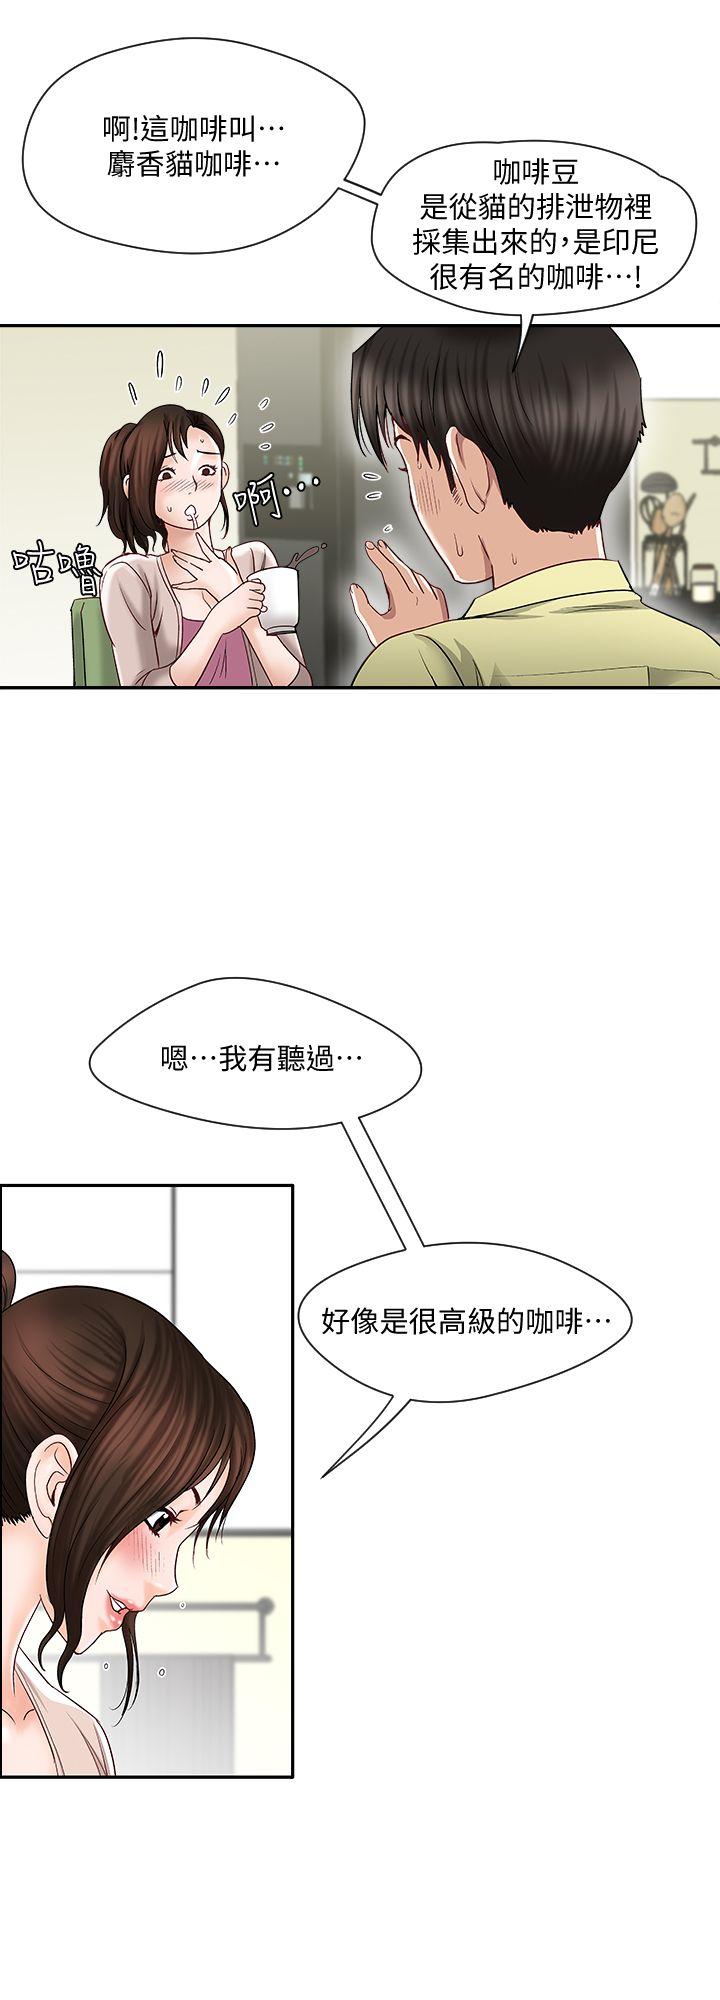 啊!這咖啡叫…
麝香貓咖啡…
咖啡豆
是從貓的排泄物裡
採集出來的,是印尼
很有名的咖啡…!
啊…
咕嚕
嗯…我有聽過…
好像是很高級的咖啡…